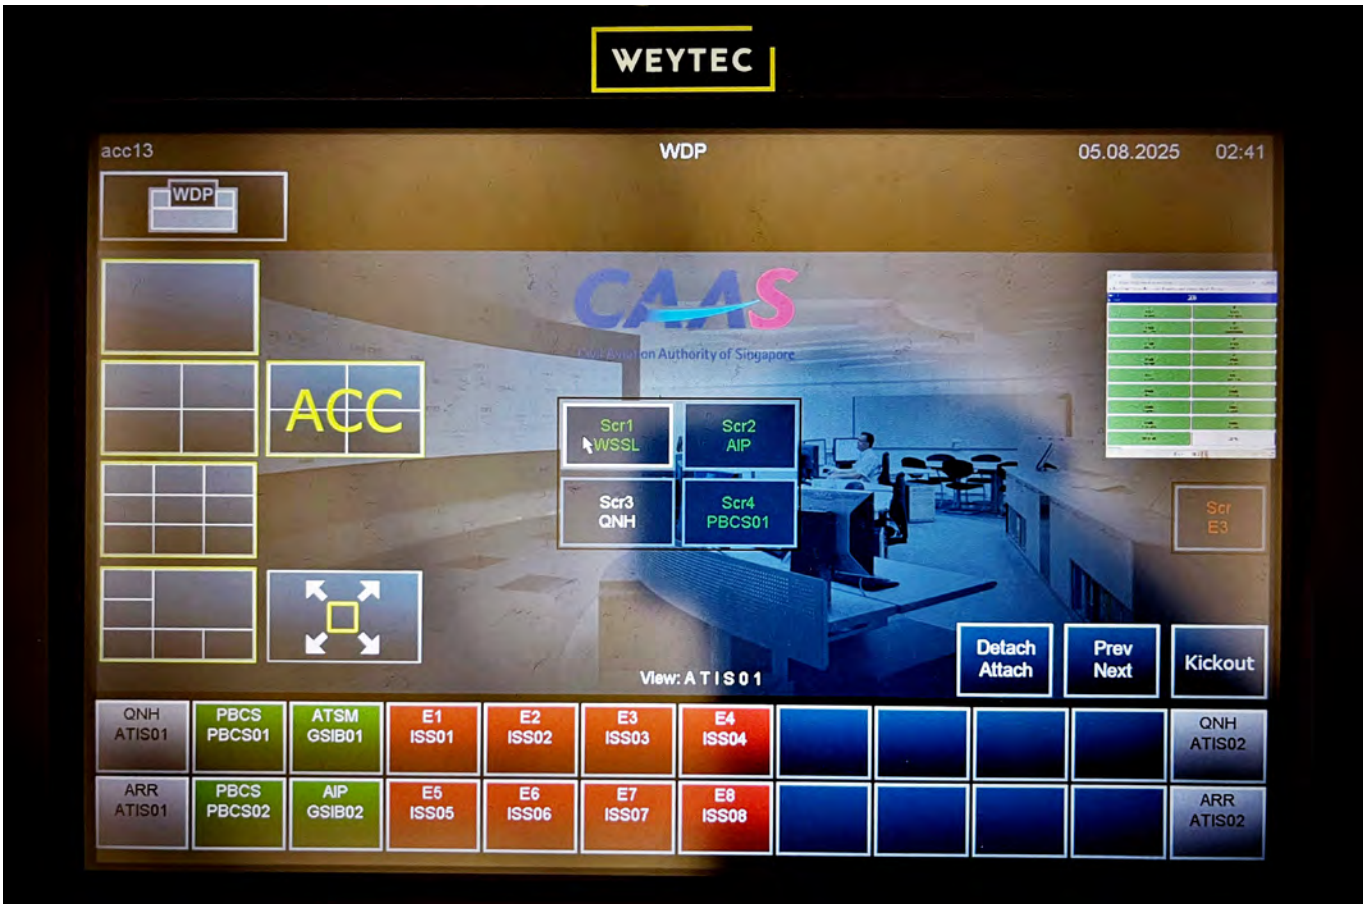 WEYTEC
acc13
WDP
05.08.2025 02:41
WDP
CAAS
Civil Aviation Authority of Singapore
ACC
Scr1
WSSL
Scr2
AIP
Scr3
QNH
Scr4
PBCS01
Scr
E3
Detach
Attach
Prev
Next
Kickout
View: A T I S 0 1
QNH
ATIS01
PBCS
PBCS01
ATSM
GSIB01
E1
ISS01
E2
ISS02
E3
ISS03
E4
ISS04
QNH
ATIS02
ARR
ATIS01
PBCS
PBCS02
AIP
GSIB02
E5
ISS05
E6
ISS06
E7
ISS07
E8
ISS08
ARR
ATIS02